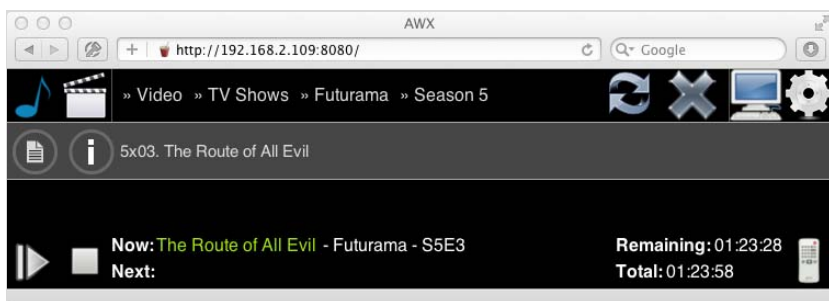 AWX
http://192.168.2.109:8080/
Google
» Video » TV Shows » Futurama » Season 5
5x03. The Route of All Evil
Now: The Route of All Evil - Futurama - S5E3
Remaining: 01:23:28
Next:
Total: 01:23:58